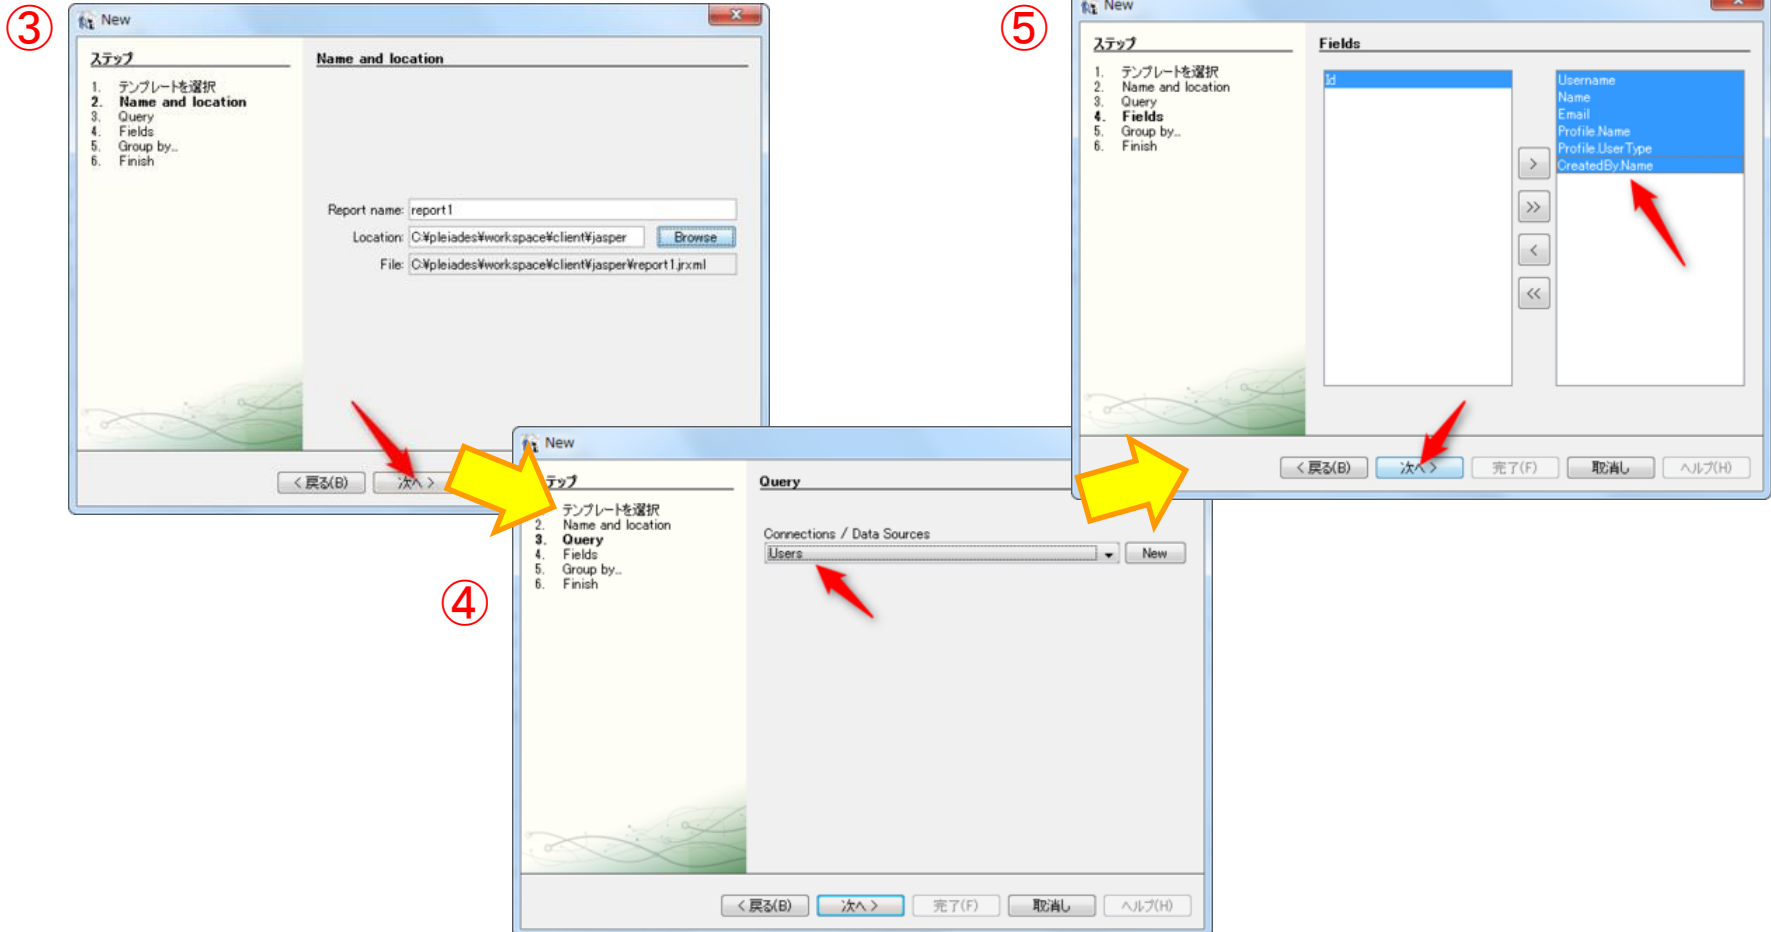 ③
New
ステップ
1. テンプレートを選択
2. Name and location
3. Query
4. Fields
5. Group by...
6. Finish
Name and location
Report name: report1
Location: C:¥pleiades¥workspace¥client¥jasper Browse
File: C:¥pleiades¥workspace¥client¥jasper¥report1.jrxml
< 戻る(B) 次へ >
④
New
テップ
テンプレートを選択
2. Name and location
3. Query
4. Fields
5. Group by...
6. Finish
Query
Connections / Data Sources
Users New
< 戻る(B) 次へ > 完了(F) 取消し ヘルプ(H)
⑤
New
ステップ
1. テンプレートを選択
2. Name and location
3. Query
4. Fields
5. Group by...
6. Finish
Fields
Id
>
>>
<
<<
Username
Name
Email
Profile.Name
Profile.UserType
CreatedBy.Name
< 戻る(B) 次へ > 完了(F) 取消し ヘルプ(H)